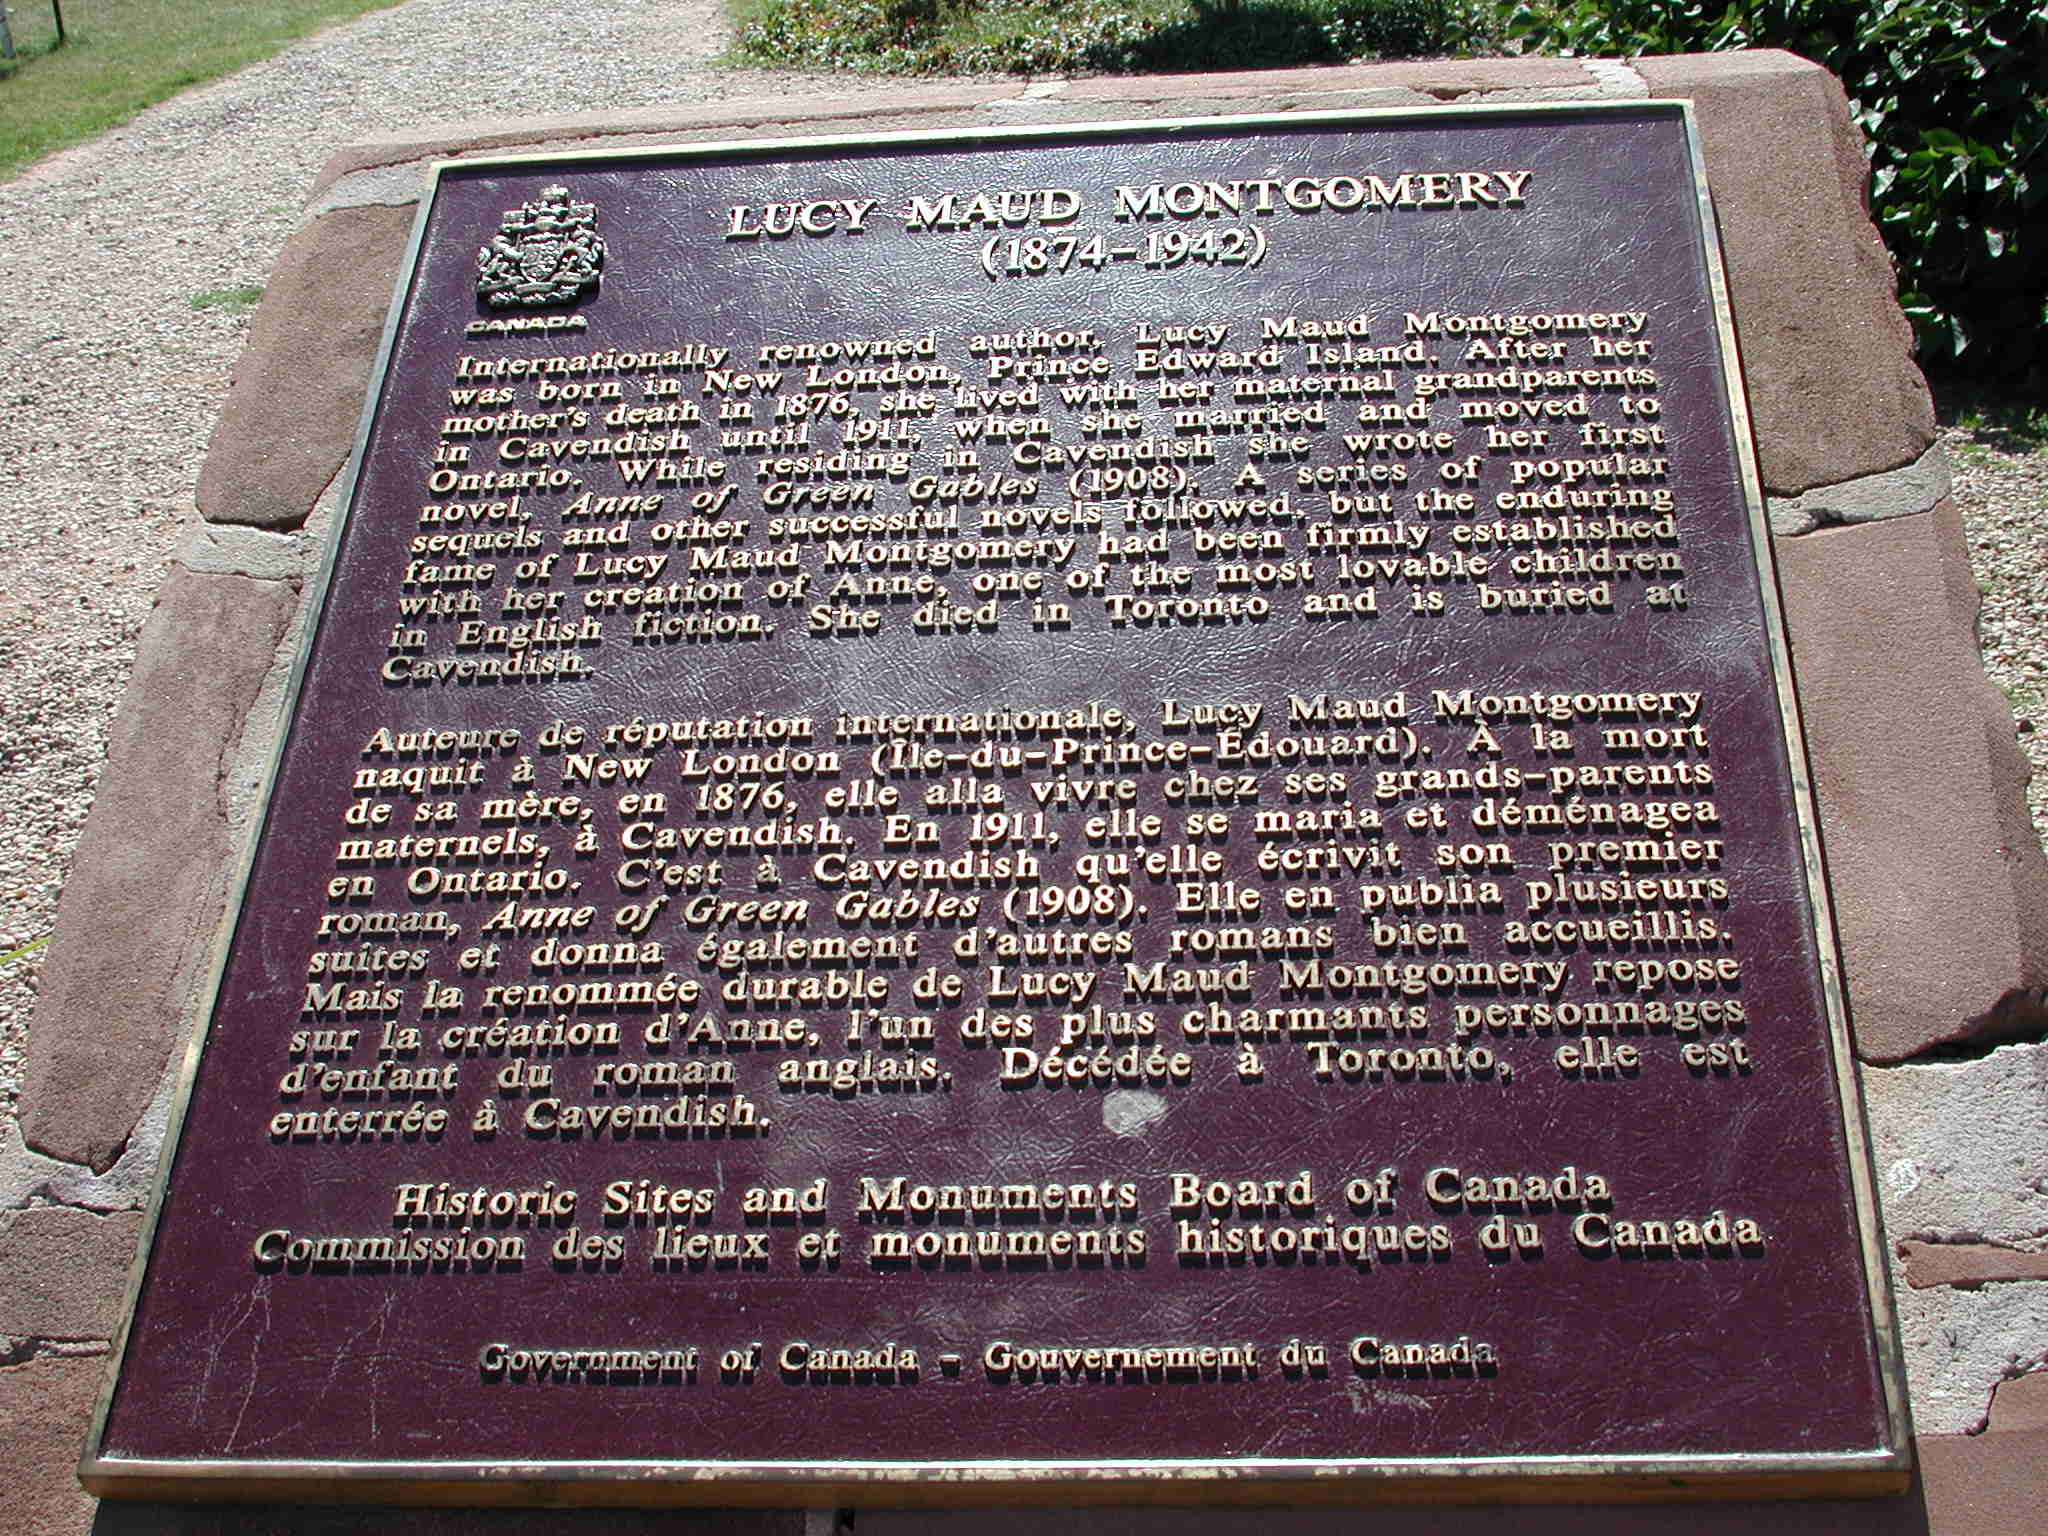 LUCY MAUD MONTGOMERY
(1874-1942)
CANADA
Internationally renowned author, Lucy Maud Montgomery
was born in New London, Prince Edward Island. After her
mother's death in 1876, she lived with her maternal grandparents
in Cavendish until 1911, when she married and moved to
Ontario. While residing in Cavendish she wrote her first
novel, Anne of Green Gables (1908). A series of popular
sequels and other successful novels followed, but the enduring
fame of Lucy Maud Montgomery had been firmly established
with her creation of Anne, one of the most lovable children
in English fiction. She died in Toronto and is buried at
Cavendish.
Auteure de réputation internationale, Lucy Maud Montgomery
naquit à New London (Île-du-Prince-Édouard). À la mort
de sa mère, en 1876, elle alla vivre chez ses grands-parents
maternels, à Cavendish. En 1911, elle se maria et déménagea
en Ontario. C'est à Cavendish qu'elle écrivit son premier
roman, Anne of Green Gables (1908). Elle en publia plusieurs
suites et donna également d'autres romans bien accueillis.
Mais la renommée durable de Lucy Maud Montgomery repose
sur la création d'Anne, l'un des plus charmants personnages
d'enfant du roman anglais. Décédée à Toronto, elle est
enterrée à Cavendish.
Historic Sites and Monuments Board of Canada
Commission des lieux et monuments historiques du Canada
Government of Canada - Gouvernement du Canada